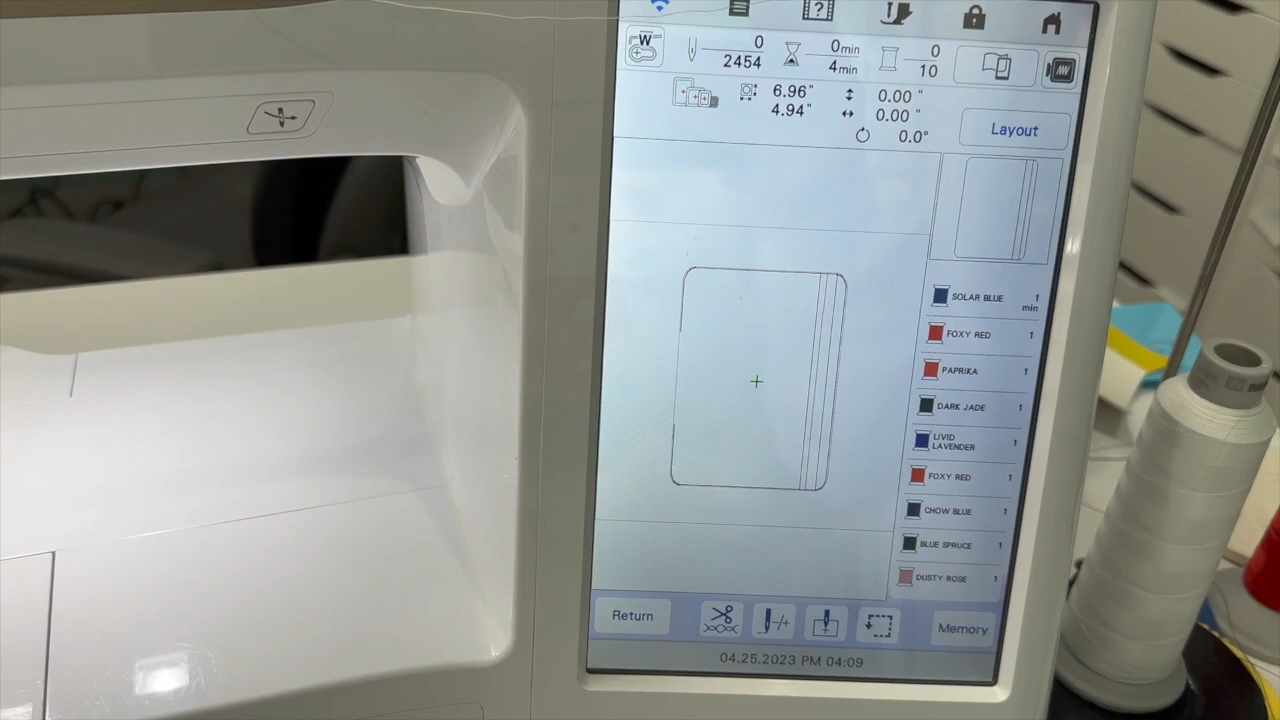 ?
W
0
2454
0min
4min
0
10
6.96"
4.94"
0.00 "
0.00 "
0.0°
Layout
SOLAR BLUE 1
min
FOXY RED 1
PAPRIKA 1
DARK JADE 1
LIVID
LAVENDER 1
FOXY RED 1
CHOW BLUE 1
BLUE SPRUCE 1
DUSTY ROSE 1
Return
-/+
Memory
04.25.2023 PM 04:09